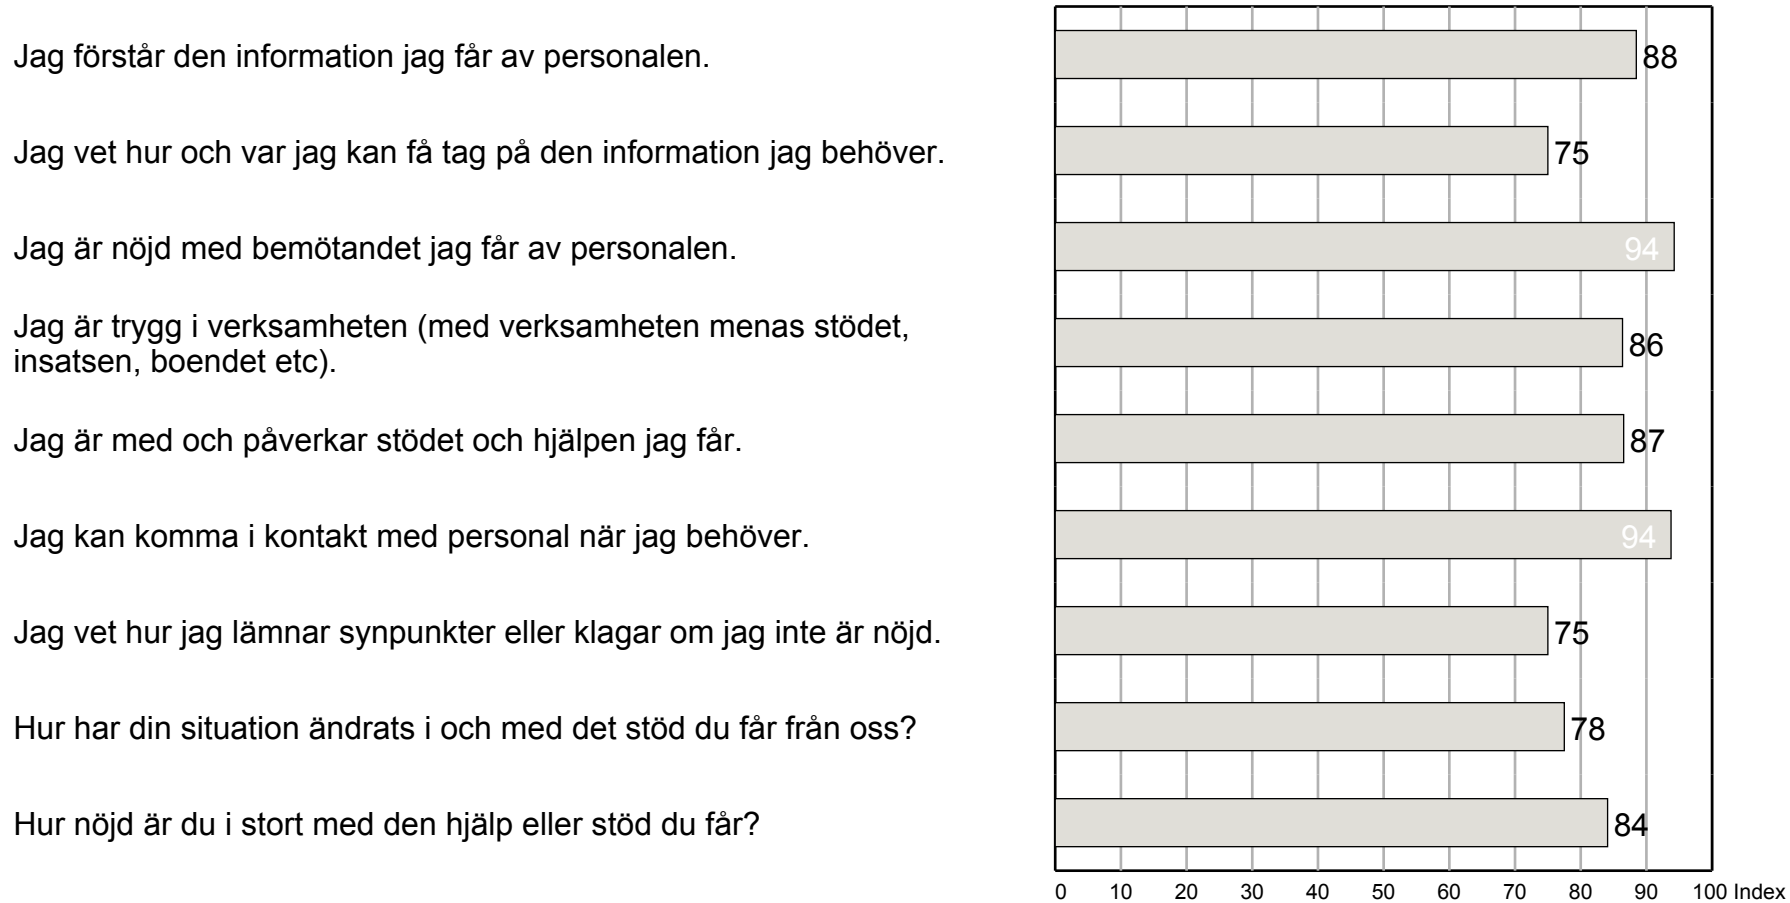 Jag förstår den information jag får av personalen.
88
Jag vet hur och var jag kan få tag på den information jag behöver.
75
Jag är nöjd med bemötandet jag får av personalen.
94
Jag är trygg i verksamheten (med verksamheten menas stödet,
insatsen, boendet etc).
86
Jag är med och påverkar stödet och hjälpen jag får.
87
Jag kan komma i kontakt med personal när jag behöver.
94
Jag vet hur jag lämnar synpunkter eller klagar om jag inte är nöjd.
75
Hur har din situation ändrats i och med det stöd du får från oss?
78
Hur nöjd är du i stort med den hjälp eller stöd du får?
84
0 10 20 30 40 50 60 70 80 90 100 Index